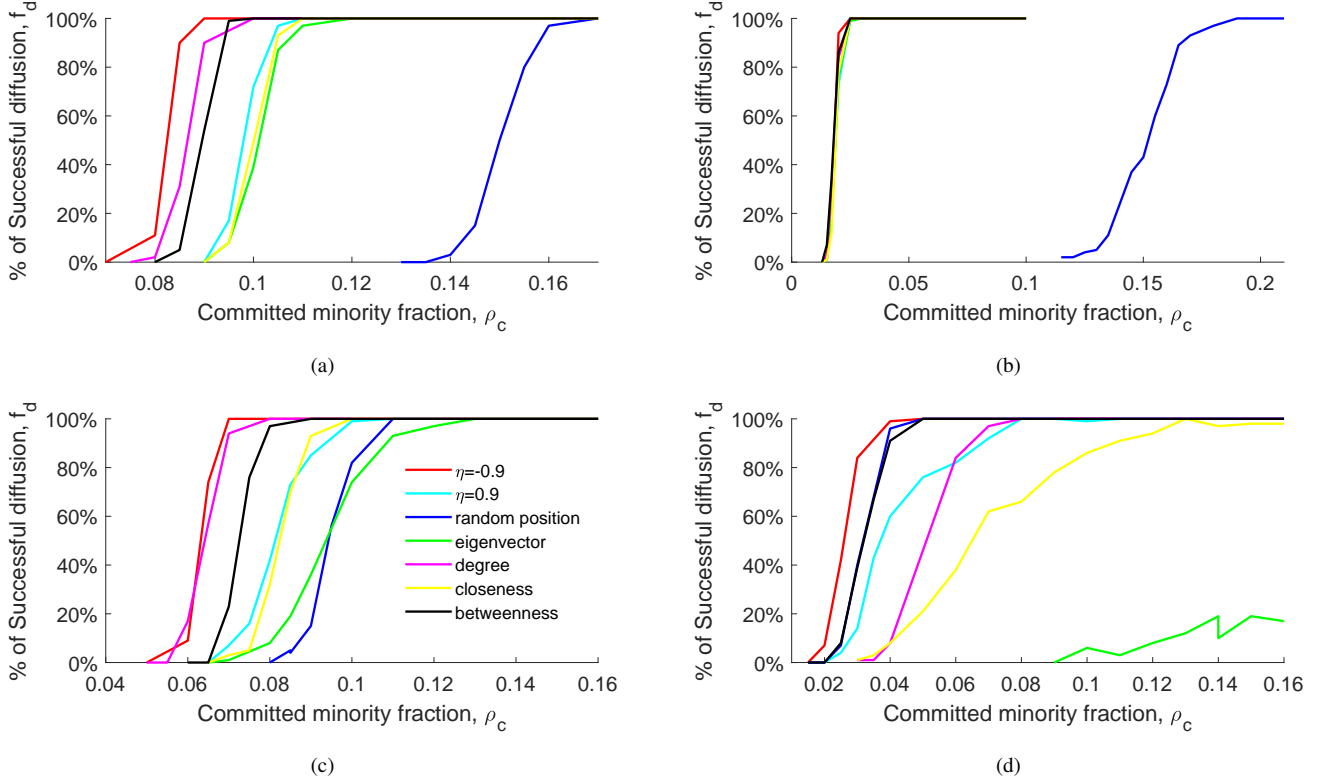 % of Successful diffusion, f_d
100%
80%
60%
40%
20%
0%
0.08 0.1 0.12 0.14 0.16
Committed minority fraction, ρ_c
(a)
% of Successful diffusion, f_d
100%
80%
60%
40%
20%
0%
0 0.05 0.1 0.15 0.2
Committed minority fraction, ρ_c
(b)
% of Successful diffusion, f_d
100%
80%
60%
40%
20%
0%
η=-0.9
η=0.9
random position
eigenvector
degree
closeness
betweenness
0.04 0.06 0.08 0.1 0.12 0.14 0.16
Committed minority fraction, ρ_c
(c)
% of Successful diffusion, f_d
100%
80%
60%
40%
20%
0%
0.02 0.04 0.06 0.08 0.1 0.12 0.14 0.16
Committed minority fraction, ρ_c
(d)